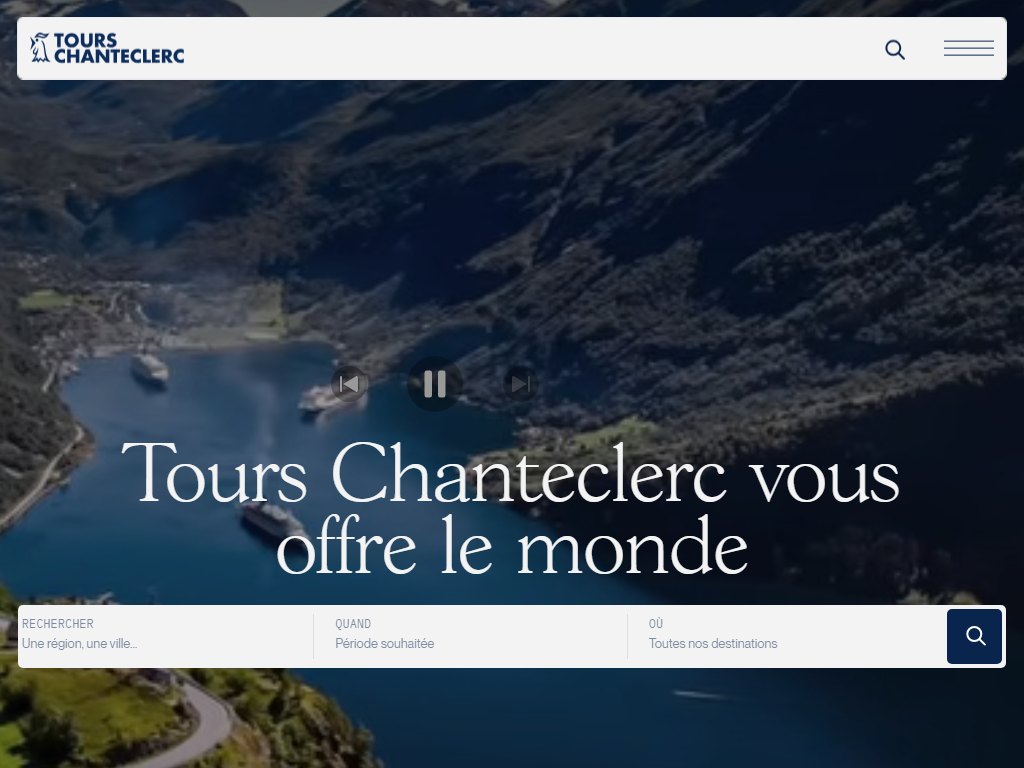 TOURS
CHANTECLERC
Tours Chanteclerc vous
offre le monde
RECHERCHER
Une région, une ville...
QUAND
Période souhaitée
OÙ
Toutes nos destinations